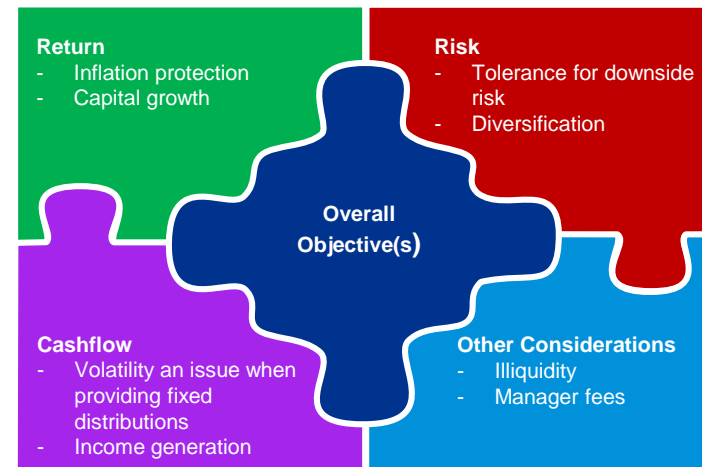 Return
- Inflation protection
- Capital growth
Risk
- Tolerance for downside
risk
- Diversification
Overall
Objective(s)
Cashflow
- Volatility an issue when
providing fixed
distributions
- Income generation
Other Considerations
- Illiquidity
- Manager fees